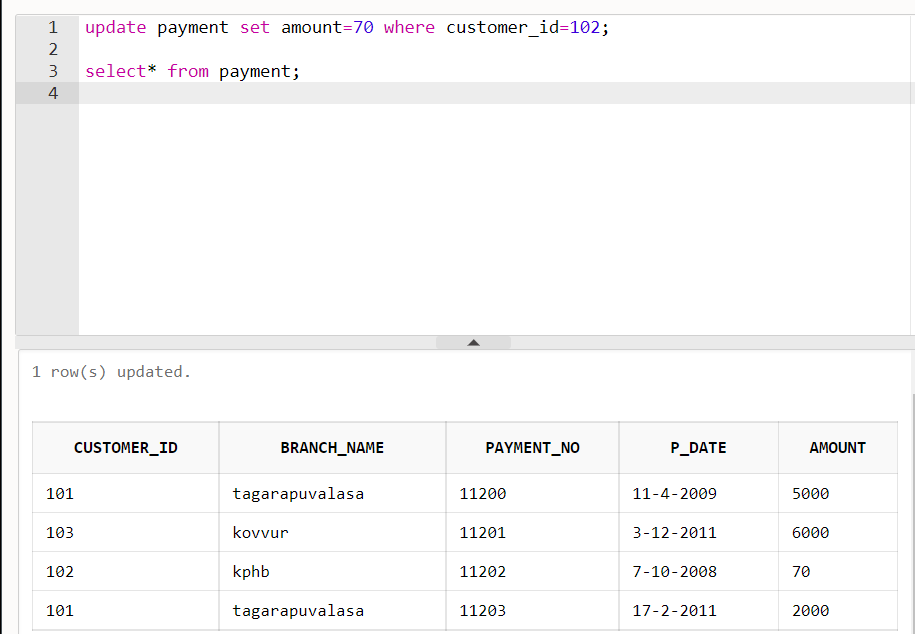 1 update payment set amount=70 where customer_id=102;
2
3 select* from payment;
4
1 row(s) updated.
CUSTOMER_ID BRANCH_NAME PAYMENT_NO P_DATE AMOUNT
101 tagarapuvalasa 11200 11-4-2009 5000
103 kovvur 11201 3-12-2011 6000
102 kphb 11202 7-10-2008 70
101 tagarapuvalasa 11203 17-2-2011 2000